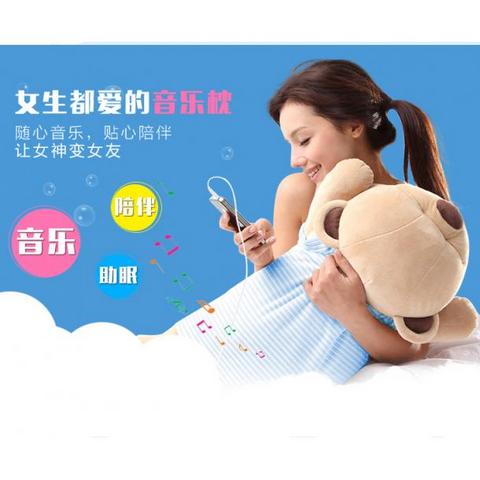 女生都爱的音乐枕
随心音乐，贴心陪伴
让女神变女友
陪伴
音乐
助眠